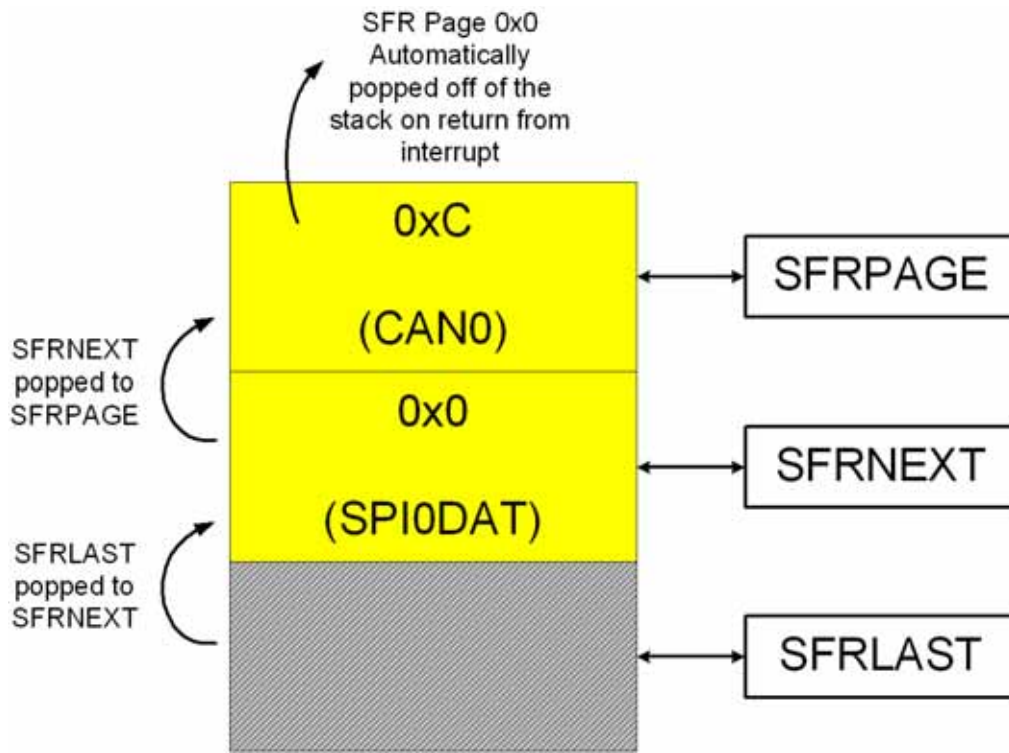 SFR Page 0x0
Automatically
popped off of the
stack on return from
interrupt
0xC
(CAN0)
SFRPAGE
SFRNEXT
popped to
SFRPAGE
0x0
(SPI0DAT)
SFRNEXT
SFRLAST
popped to
SFRNEXT
SFRLAST